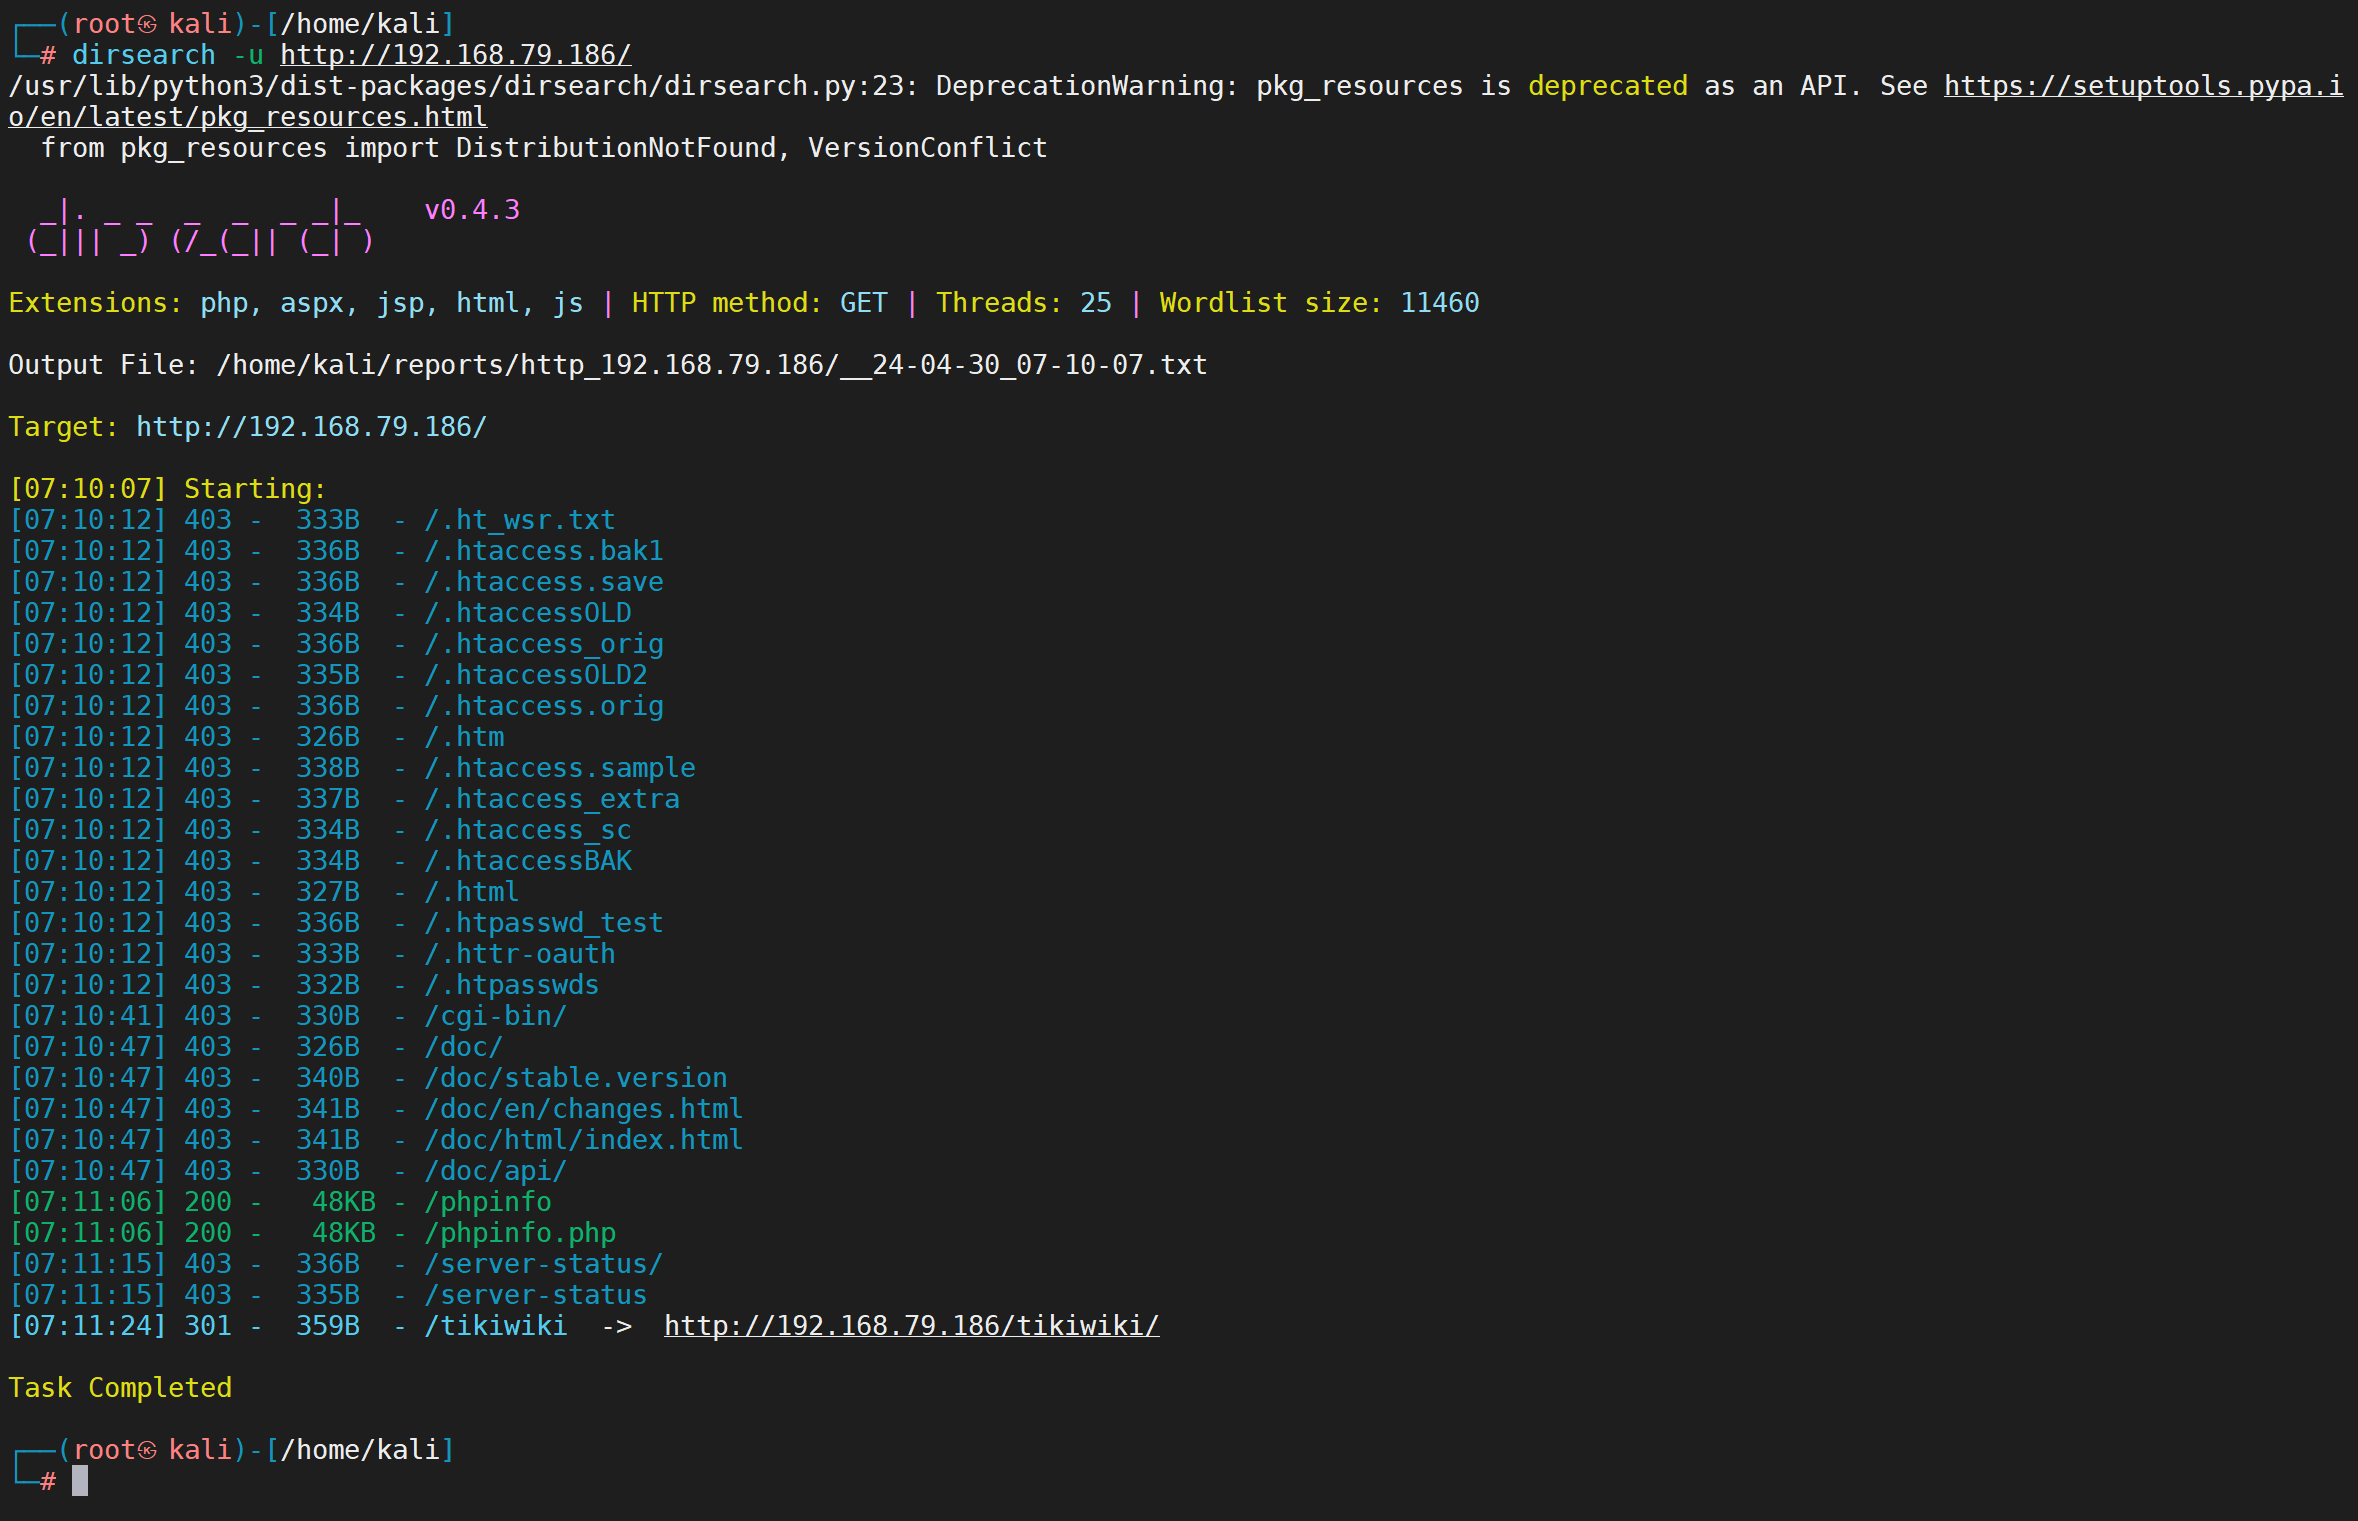 ┌──(root㉿kali)-[/home/kali]
└─# dirsearch -u http://192.168.79.186/
/usr/lib/python3/dist-packages/dirsearch/dirsearch.py:23: DeprecationWarning: pkg_resources is deprecated as an API. See https://setuptools.pypa.i
o/en/latest/pkg_resources.html
  from pkg_resources import DistributionNotFound, VersionConflict

  _|. _ _  _  _  _ _|_    v0.4.3
 (_||| _) (/_(_|| (_| )

Extensions: php, aspx, jsp, html, js | HTTP method: GET | Threads: 25 | Wordlist size: 11460

Output File: /home/kali/reports/http_192.168.79.186/__24-04-30_07-10-07.txt

Target: http://192.168.79.186/

[07:10:07] Starting:
[07:10:12] 403 -  333B  - /.ht_wsr.txt
[07:10:12] 403 -  336B  - /.htaccess.bak1
[07:10:12] 403 -  336B  - /.htaccess.save
[07:10:12] 403 -  334B  - /.htaccessOLD
[07:10:12] 403 -  336B  - /.htaccess_orig
[07:10:12] 403 -  335B  - /.htaccessOLD2
[07:10:12] 403 -  336B  - /.htaccess.orig
[07:10:12] 403 -  326B  - /.htm
[07:10:12] 403 -  338B  - /.htaccess.sample
[07:10:12] 403 -  337B  - /.htaccess_extra
[07:10:12] 403 -  334B  - /.htaccess_sc
[07:10:12] 403 -  334B  - /.htaccessBAK
[07:10:12] 403 -  327B  - /.html
[07:10:12] 403 -  336B  - /.htpasswd_test
[07:10:12] 403 -  333B  - /.httr-oauth
[07:10:12] 403 -  332B  - /.htpasswds
[07:10:41] 403 -  330B  - /cgi-bin/
[07:10:47] 403 -  326B  - /doc/
[07:10:47] 403 -  340B  - /doc/stable.version
[07:10:47] 403 -  341B  - /doc/en/changes.html
[07:10:47] 403 -  341B  - /doc/html/index.html
[07:10:47] 403 -  330B  - /doc/api/
[07:11:06] 200 -   48KB - /phpinfo
[07:11:06] 200 -   48KB - /phpinfo.php
[07:11:15] 403 -  336B  - /server-status/
[07:11:15] 403 -  335B  - /server-status
[07:11:24] 301 -  359B  - /tikiwiki  ->  http://192.168.79.186/tikiwiki/

Task Completed

┌──(root㉿kali)-[/home/kali]
└─#